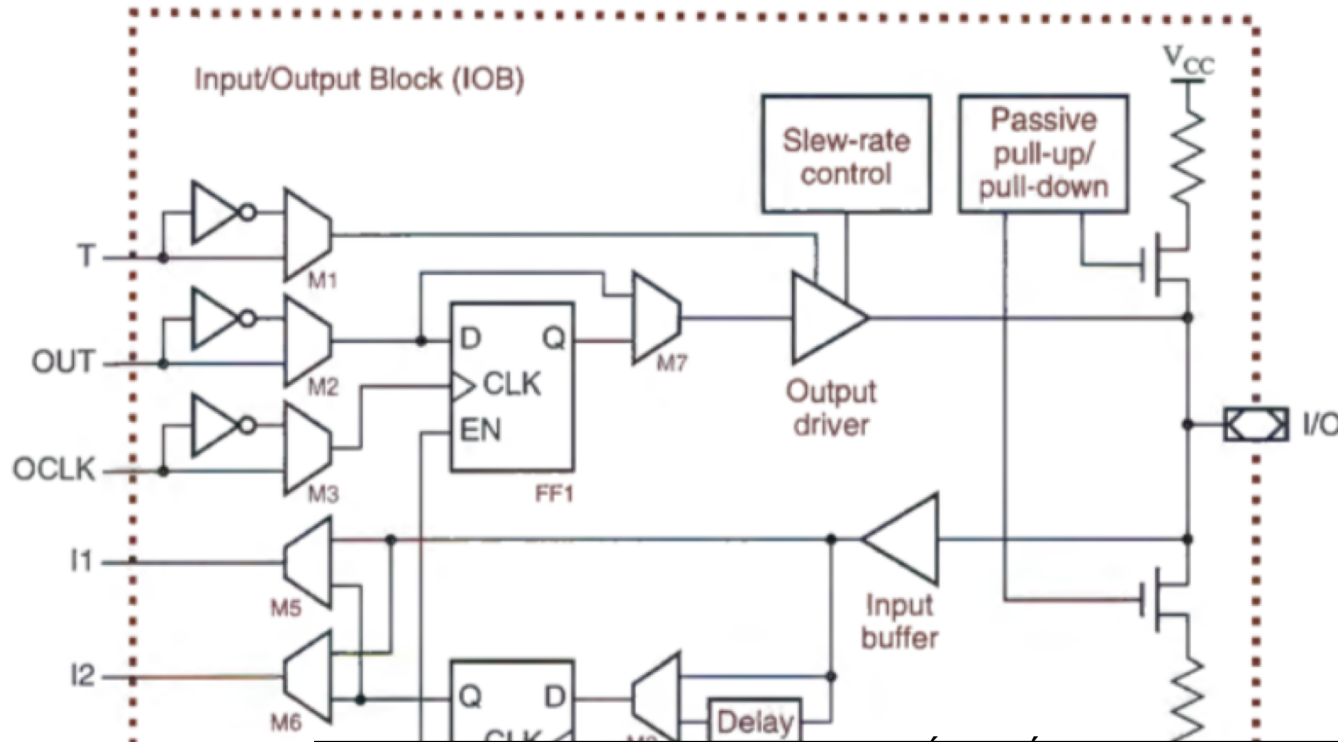 Input/Output Block (IOB)
VCC
Slew-rate
control
Passive
pull-up/
pull-down
T
M1
OUT
M2
D
Q
CLK
EN
FF1
M7
Output
driver
I/O
OCLK
M3
I1
M5
Input
buffer
I2
M6
Q
D
Delay
CLK